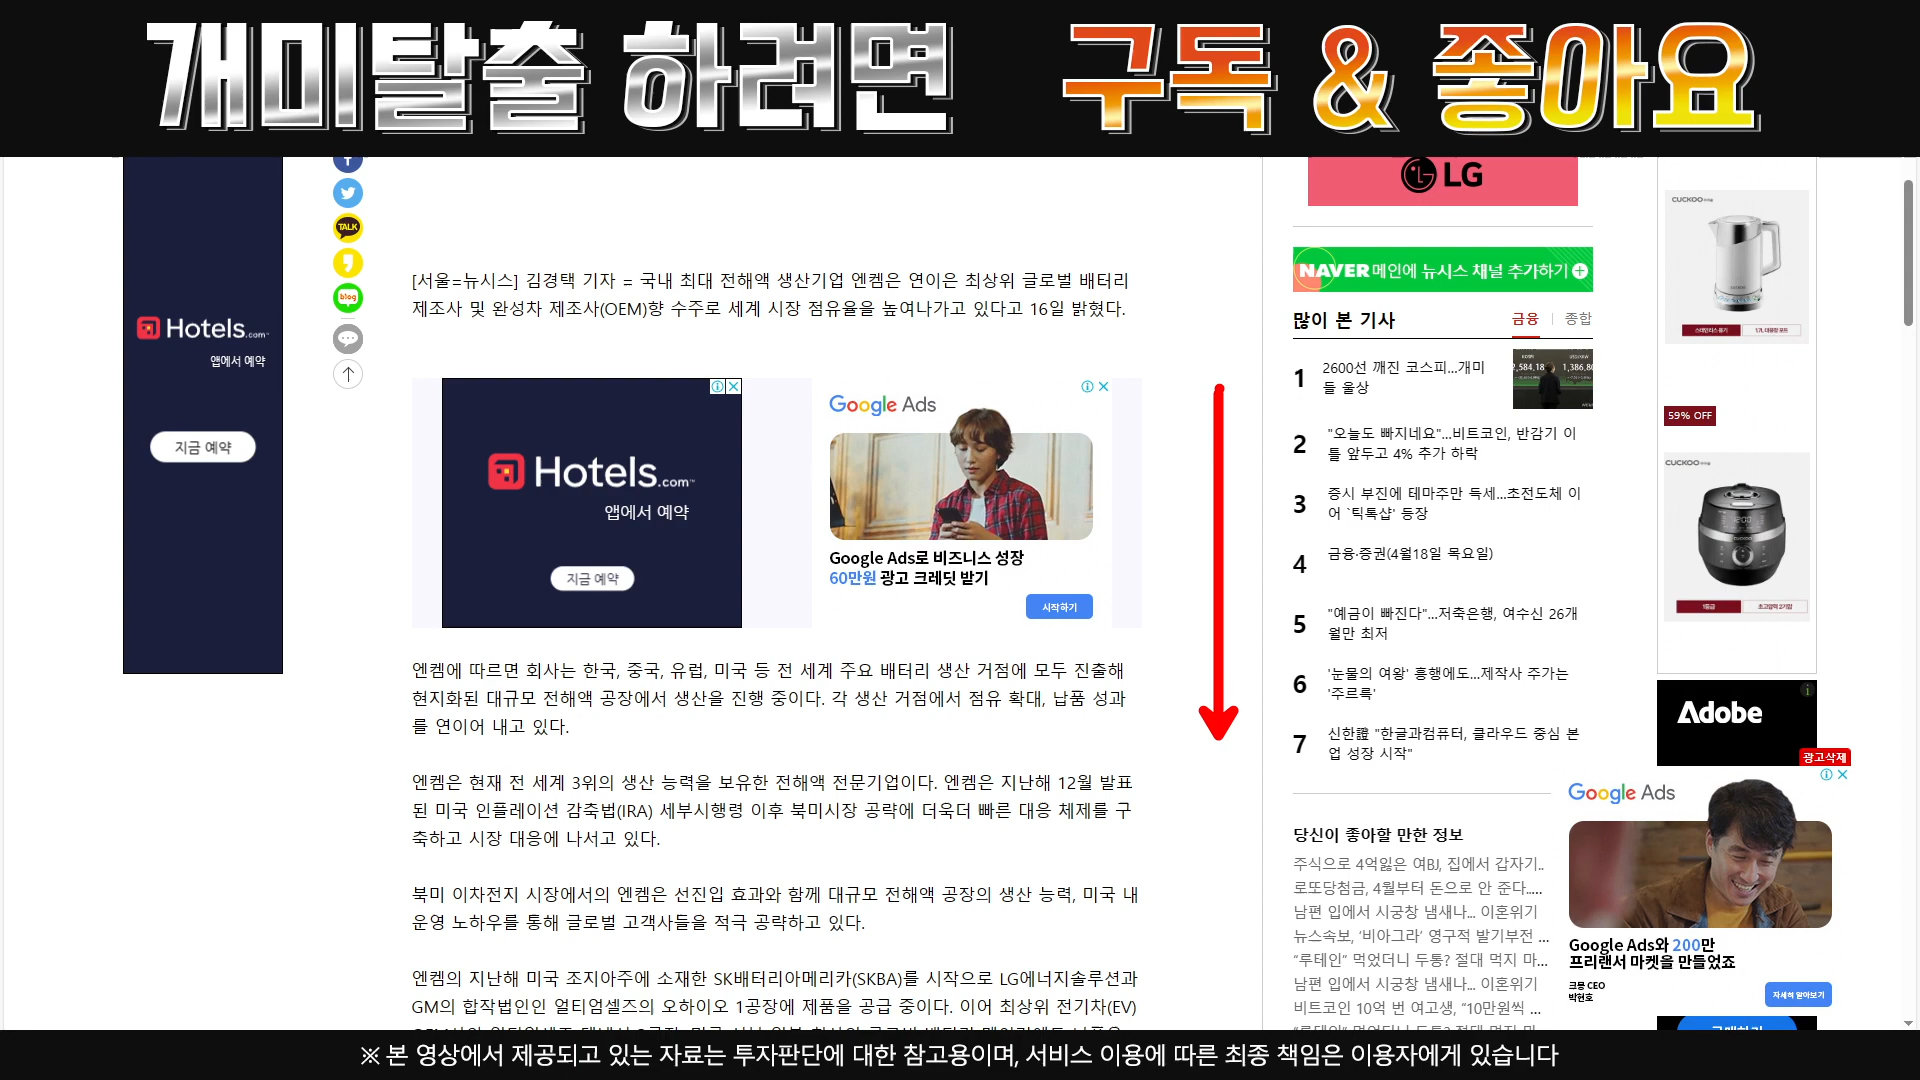 개미탈출 하려면 구독 & 좋아요
Hotels.com
앱에서 예약
지금 예약
TALK
blog
[서울=뉴시스] 김경택 기자 = 국내 최대 전해액 생산기업 엔켐은 연이은 최상위 글로벌 배터리
제조사 및 완성차 제조사(OEM)향 수주로 세계 시장 점유율을 높여나가고 있다고 16일 밝혔다.
Hotels.com
앱에서 예약
지금 예약
Google Ads
Google Ads로 비즈니스 성장
60만원 광고 크레딧 받기
시작하기
엔켐에 따르면 회사는 한국, 중국, 유럽, 미국 등 전 세계 주요 배터리 생산 거점에 모두 진출해
현지화된 대규모 전해액 공장에서 생산을 진행 중이다. 각 생산 거점에서 점유 확대, 납품 성과
를 연이어 내고 있다.
엔켐은 현재 전 세계 3위의 생산 능력을 보유한 전해액 전문기업이다. 엔켐은 지난해 12월 발표
된 미국 인플레이션 감축법(IRA) 세부시행령 이후 북미시장 공략에 더욱더 빠른 대응 체제를 구
축하고 시장 대응에 나서고 있다.
북미 이차전지 시장에서의 엔켐은 선진입 효과와 함께 대규모 전해액 공장의 생산 능력, 미국 내
운영 노하우를 통해 글로벌 고객사들을 적극 공략하고 있다.
엔켐의 지난해 미국 조지아주에 소재한 SK배터리아메리카(SKBA)를 시작으로 LG에너지솔루션과
GM의 합작법인인 얼티엄셀즈의 오하이오 1공장에 제품을 공급 중이다. 이어 최상위 전기차(EV)
LG
NAVER 메인에 뉴시스 채널 추가하기
많이 본 기사 금융 종합
1 2600선 깨진 코스피...개미
들 울상
2 "오늘도 빠지네요"...비트코인, 반감기 이
틀 앞두고 4% 추가 하락
3 증시 부진에 테마주만 득세...초전도체 이
어 `틱톡샵' 등장
4 금융·증권(4월18일 목요일)
5 "예금이 빠진다"...저축은행, 여수신 26개
월만 최저
6 '눈물의 여왕' 흥행에도...제작사 주가는
'주르륵'
7 신한證 "한글과컴퓨터, 클라우드 중심 본
업 성장 시작"
당신이 좋아할 만한 정보
주식으로 4억잃은 여BJ, 집에서 갑자기..
로또당첨금, 4월부터 돈으로 안 준다.....
남편 입에서 시궁창 냄새나... 이혼위기
뉴스속보, ‘비아그라’ 영구적 발기부전 ...
“루테인” 먹었더니 두통? 절대 먹지 마...
남편 입에서 시궁창 냄새나... 이혼위기
비트코인 10억 번 여고생, “10만원씩 ...
CUCKOO
59% OFF
CUCKOO
Adobe
광고삭제
Google Ads
Google Ads와 200만
프리랜서 마켓을 만들었죠
크몽 CEO
박현호
자세히 알아보기
※ 본 영상에서 제공되고 있는 자료는 투자판단에 대한 참고용이며, 서비스 이용에 따른 최종 책임은 이용자에게 있습니다